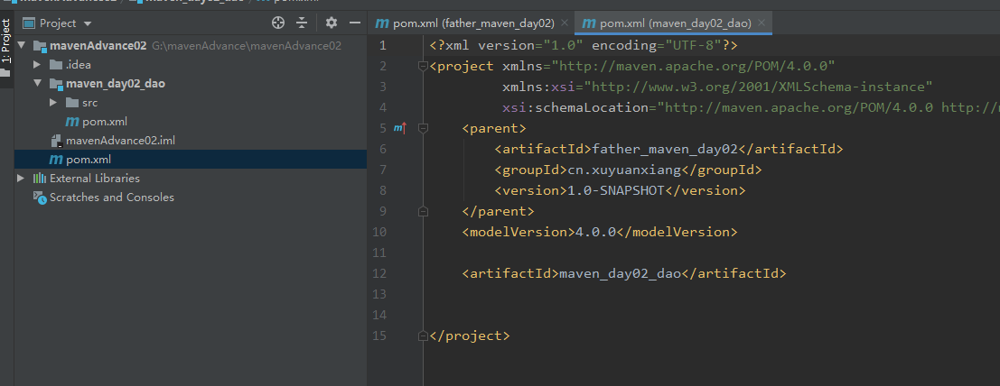 mavenAdvance02 maven_day02_dao pom.xml
Project
pom.xml (father_maven_day02) pom.xml (maven_day02_dao)
1: Project
mavenAdvance02 G:\mavenAdvance\mavenAdvance02
.idea
maven_day02_dao
src
pom.xml
mavenAdvance02.iml
pom.xml
External Libraries
Scratches and Consoles
1 <?xml version="1.0" encoding="UTF-8"?>
2 <project xmlns="http://maven.apache.org/POM/4.0.0"
3 xmlns:xsi="http://www.w3.org/2001/XMLSchema-instance"
4 xsi:schemaLocation="http://maven.apache.org/POM/4.0.0 http://m
5 <parent>
6 <artifactId>father_maven_day02</artifactId>
7 <groupId>cn.xuyuanxiang</groupId>
8 <version>1.0-SNAPSHOT</version>
9 </parent>
10 <modelVersion>4.0.0</modelVersion>
11
12 <artifactId>maven_day02_dao</artifactId>
13
14
15 </project>